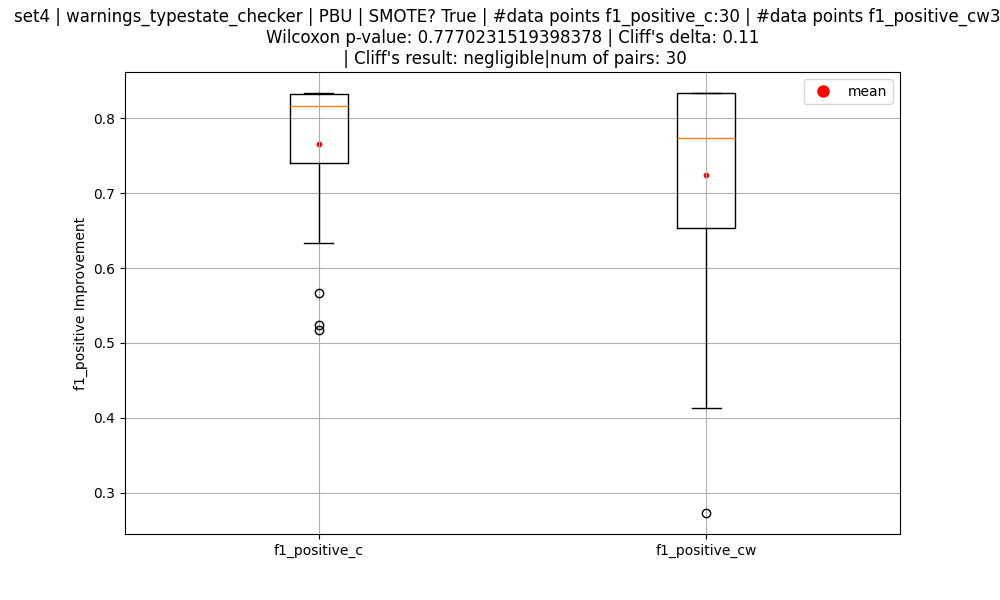 set4 | warnings_typestate_checker | PBU | SMOTE? True | #data points f1_positive_c:30 | #data points f1_positive_cw3
Wilcoxon p-value: 0.7770231519398378 | Cliff's delta: 0.11
| Cliff's result: negligible|num of pairs: 30
mean
0.8
0.7
0.6
0.5
0.4
0.3
f1_positive Improvement
f1_positive_c
f1_positive_cw